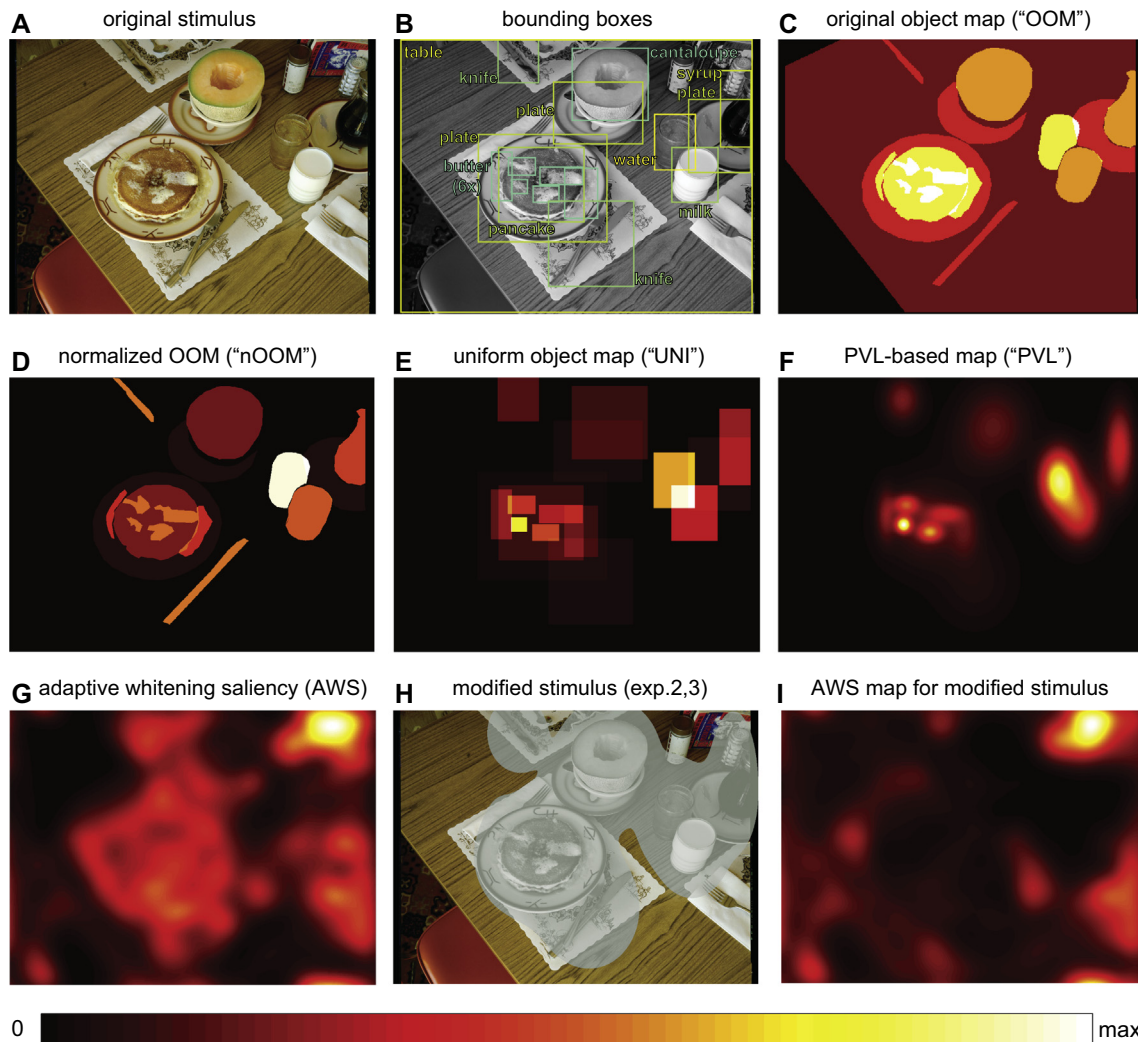 A original stimulus
B bounding boxes
C original object map (“OOM”)
table
cantaloupe
knife
syrup
plate
plate
plate
water
butter
(6x)
milk
pancake
knife
D normalized OOM (“nOOM”)
E uniform object map (“UNI”)
F PVL-based map (“PVL”)
G adaptive whitening saliency (AWS)
H modified stimulus (exp.2,3)
I AWS map for modified stimulus
0 max